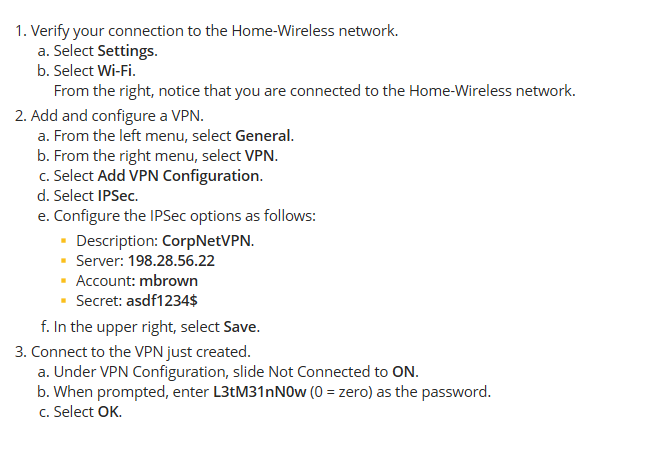 1. Verify your connection to the Home-Wireless network.
a. Select Settings.
b. Select Wi-Fi.
From the right, notice that you are connected to the Home-Wireless network.
2. Add and configure a VPN.
a. From the left menu, select General.
b. From the right menu, select VPN.
c. Select Add VPN Configuration.
d. Select IPSec.
e. Configure the IPSec options as follows:
▪ Description: CorpNetVPN.
▪ Server: 198.28.56.22
▪ Account: mbrown
▪ Secret: asdf1234$
f. In the upper right, select Save.
3. Connect to the VPN just created.
a. Under VPN Configuration, slide Not Connected to ON.
b. When prompted, enter L3tM31nN0w (0 = zero) as the password.
c. Select OK.